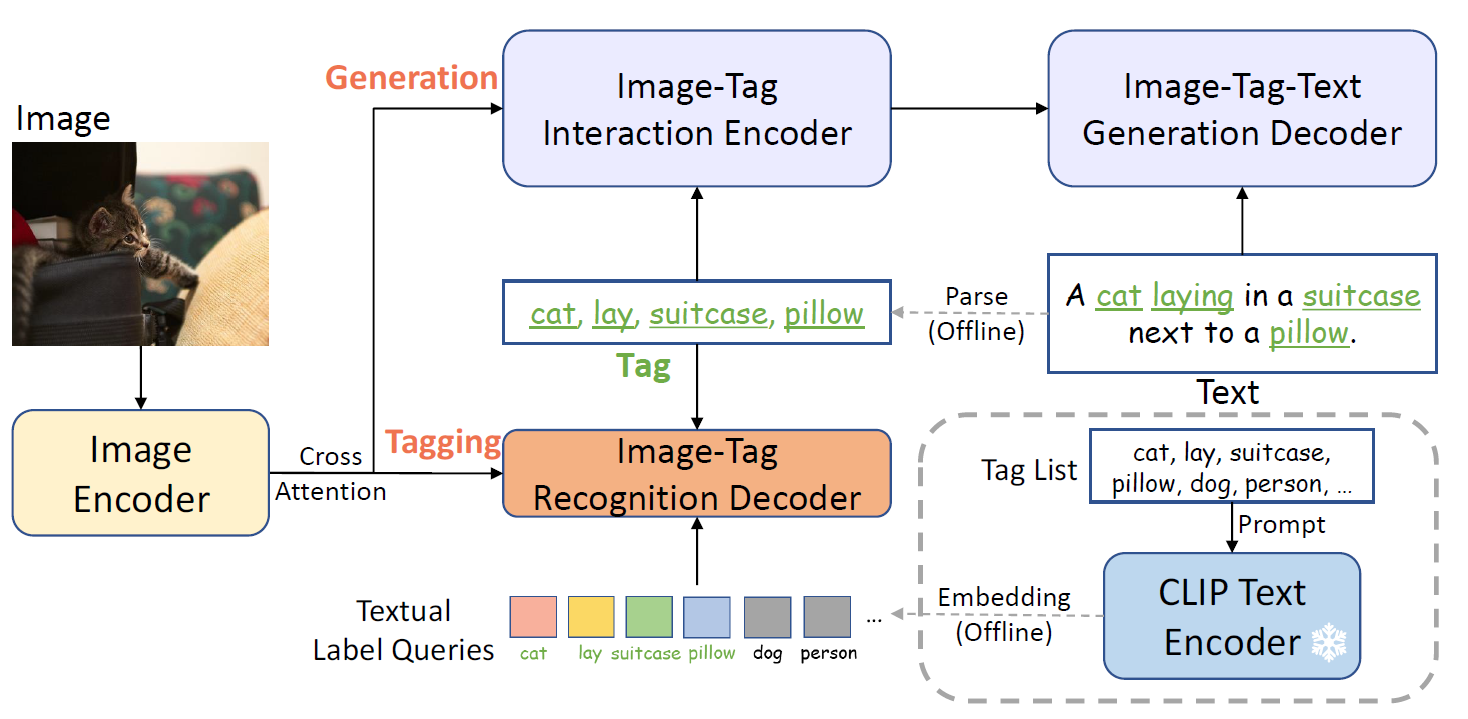 Image
Generation
Image-Tag
Interaction Encoder
Image-Tag-Text
Generation Decoder
cat, lay, suitcase, pillow
Tag
Parse
(Offline)
A cat laying in a suitcase
next to a pillow.
Text
Image
Encoder
Cross
Attention
Tagging
Image-Tag
Recognition Decoder
Tag List
cat, lay, suitcase,
pillow, dog, person, ...
Prompt
CLIP Text
Encoder
Embedding
(Offline)
Textual
Label Queries
...
cat lay suitcase pillow dog person